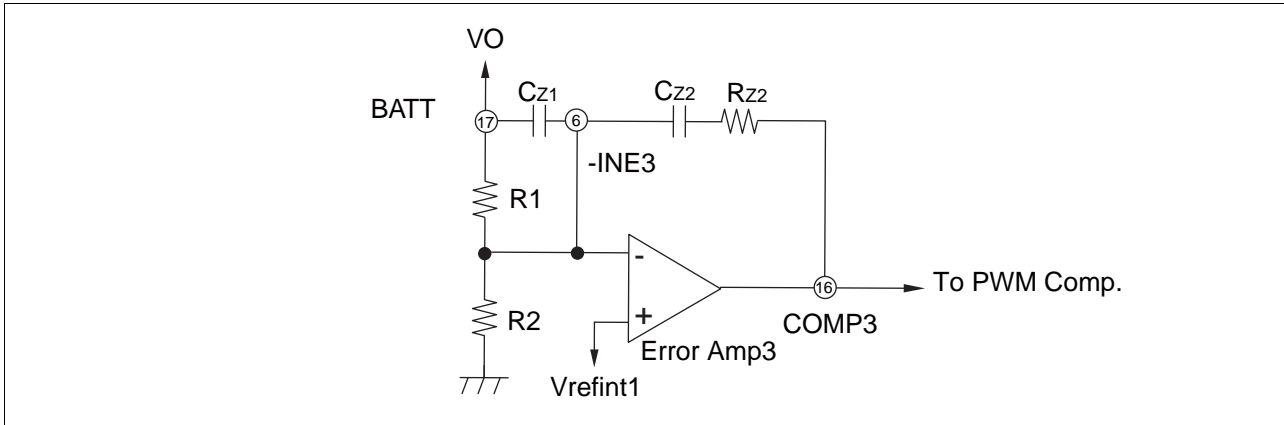 VO
BATT
17
CZ1
6
CZ2
RZ2
-INE3
R1
R2
-
+
Error Amp3
Vrefint1
16
COMP3
To PWM Comp.